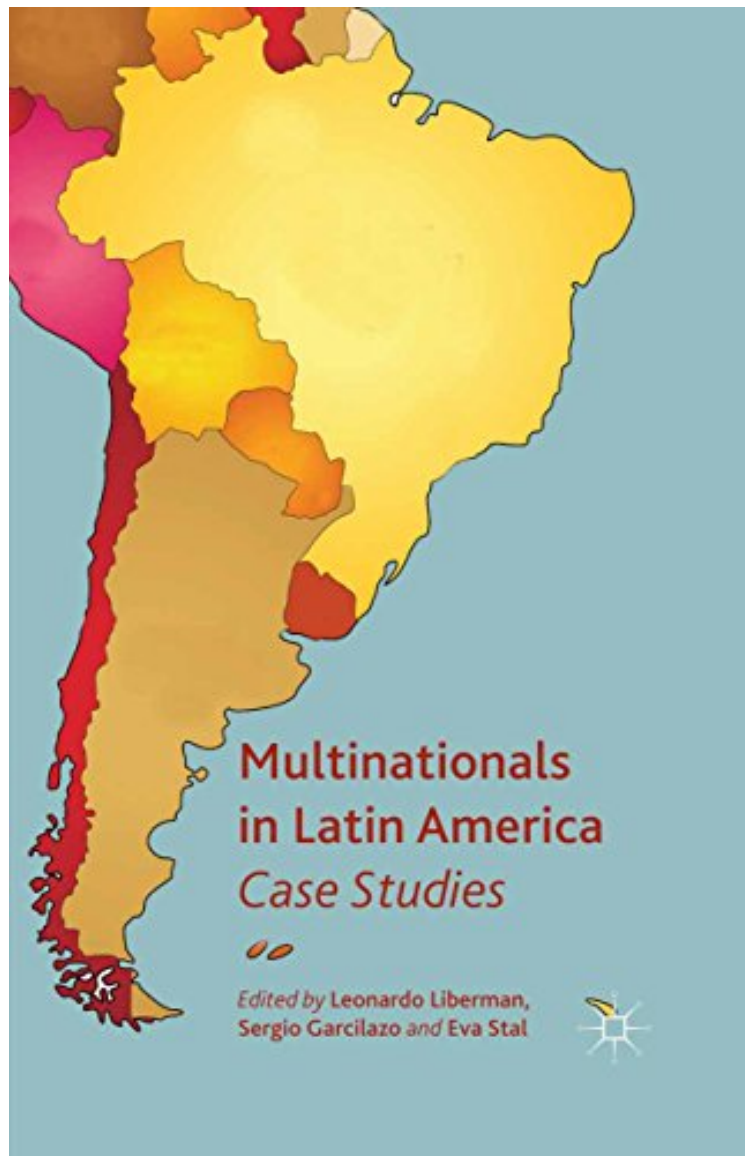 Multinationals
in Latin America
Case Studies
Edited by Leonardo Liberman,
Sergio Garcilazo and Eva Stal